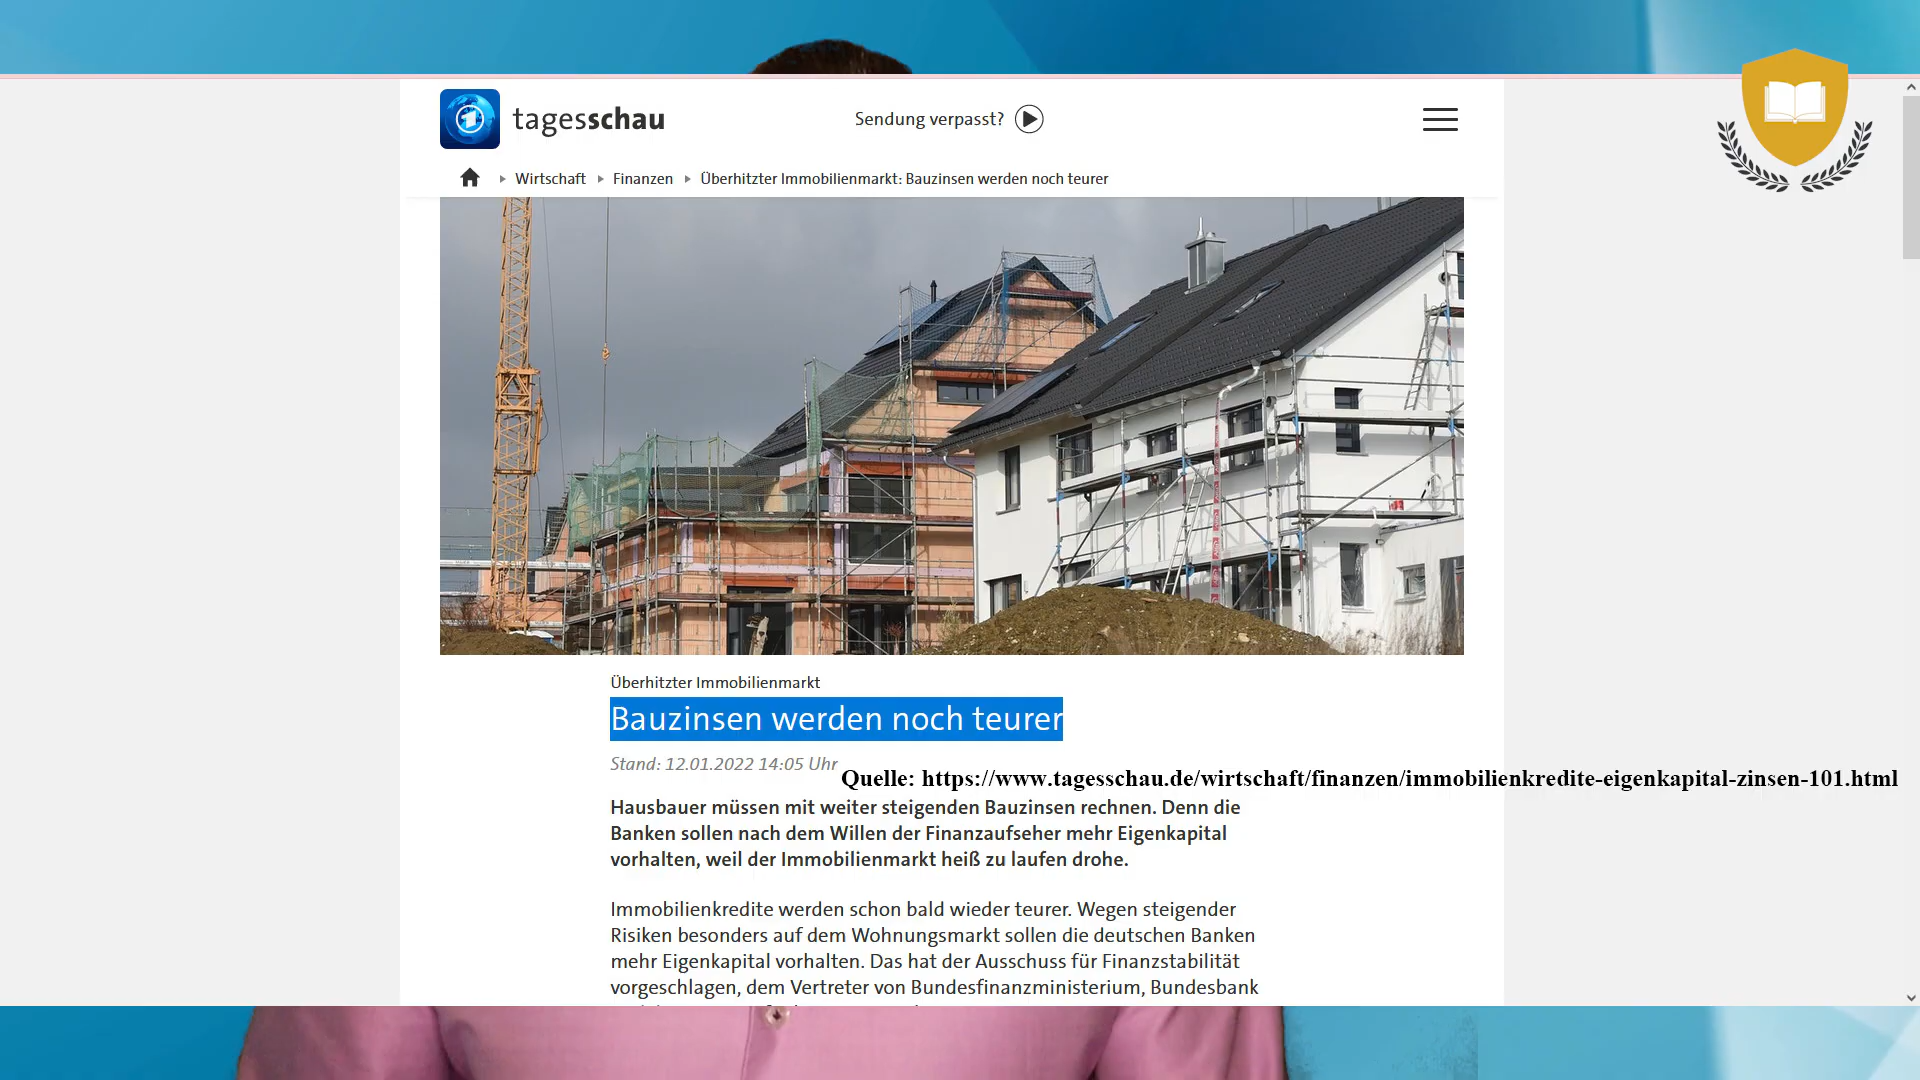 tagesschau
Sendung verpasst?
Wirtschaft Finanzen Überhitzter Immobilienmarkt: Bauzinsen werden noch teurer
Überhitzter Immobilienmarkt
Bauzinsen werden noch teurer
Stand: 12.01.2022 14:05 Uhr
Quelle: https://www.tagesschau.de/wirtschaft/finanzen/immobilienkredite-eigenkapital-zinsen-101.html
Hausbauer müssen mit weiter steigenden Bauzinsen rechnen. Denn die
Banken sollen nach dem Willen der Finanzaufseher mehr Eigenkapital
vorhalten, weil der Immobilienmarkt heiß zu laufen drohe.
Immobilienkredite werden schon bald wieder teurer. Wegen steigender
Risiken besonders auf dem Wohnungsmarkt sollen die deutschen Banken
mehr Eigenkapital vorhalten. Das hat der Ausschuss für Finanzstabilität
vorgeschlagen, dem Vertreter von Bundesfinanzministerium, Bundesbank